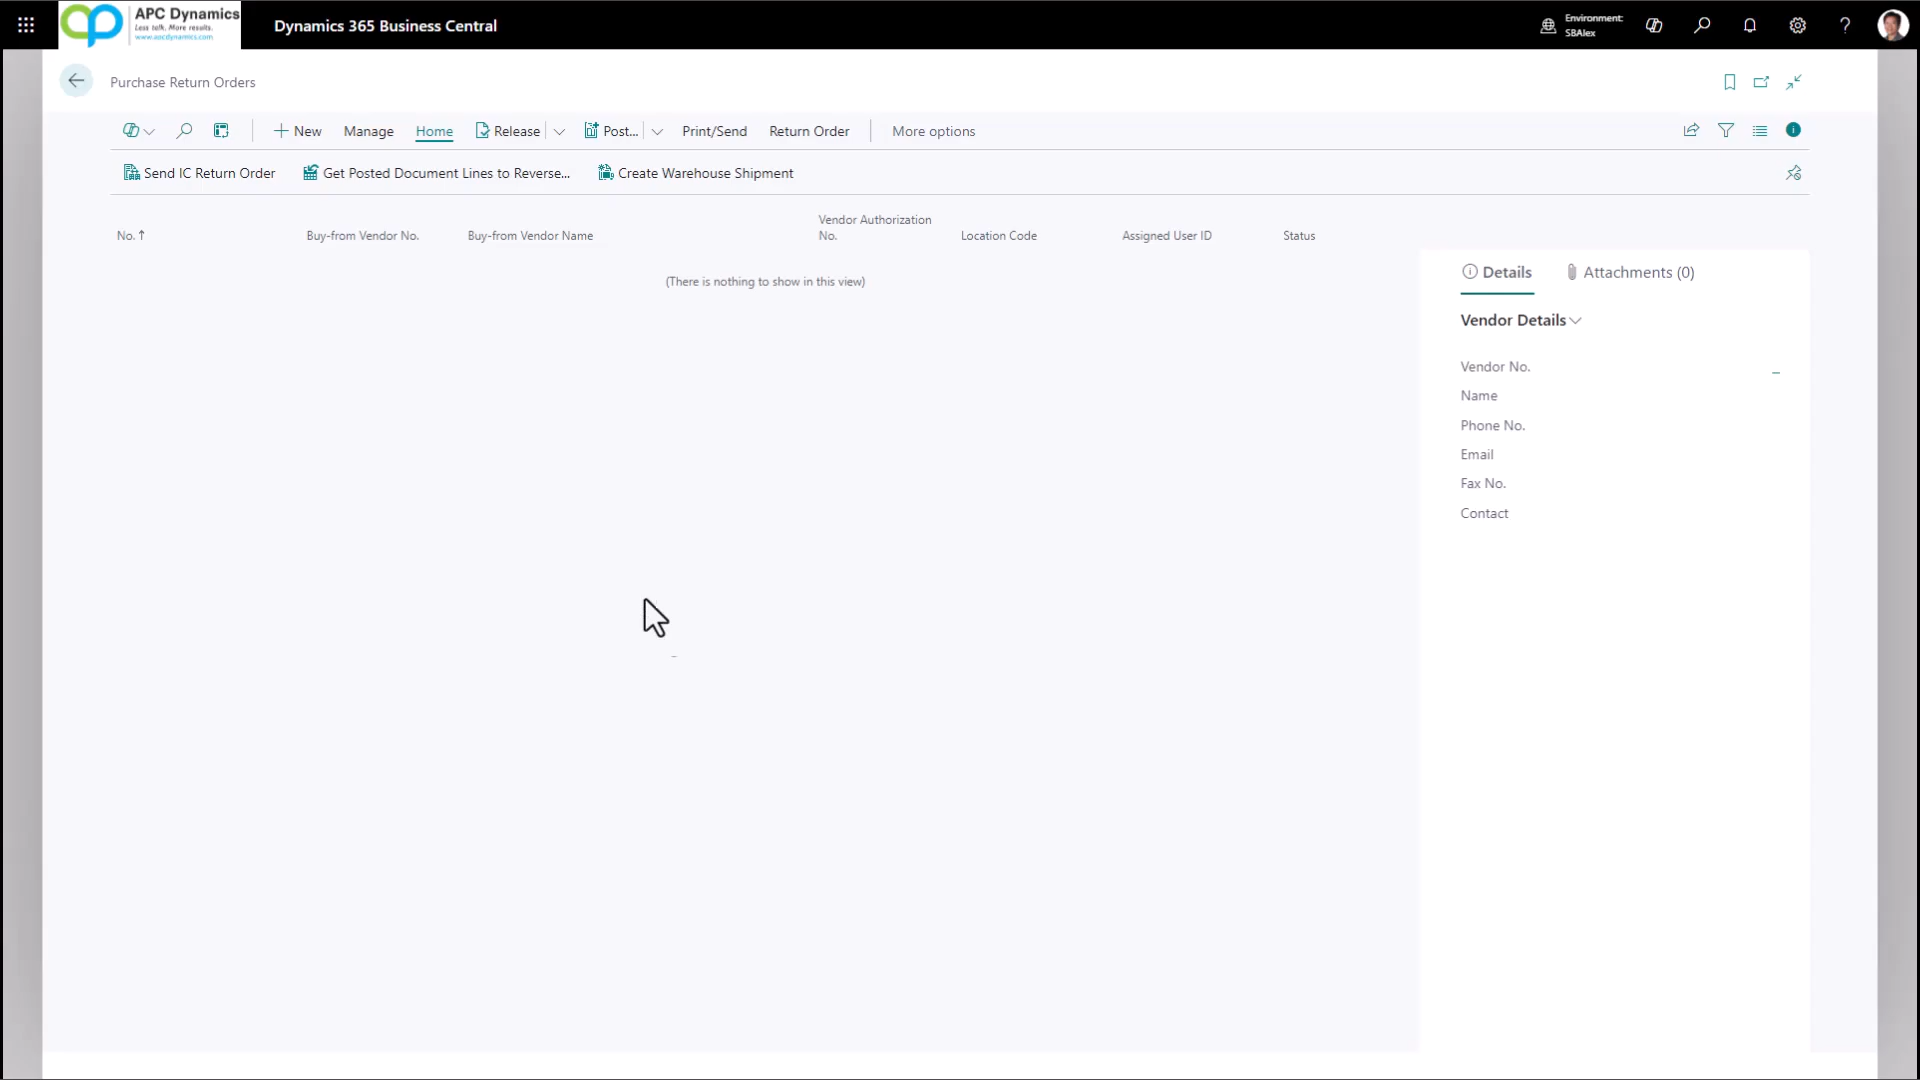 APC Dynamics
Less talk. More results.
www.apcdynamics.com
Dynamics 365 Business Central
Environment:
SBAlex
Purchase Return Orders
New Manage Home Release Post... Print/Send Return Order More options
Send IC Return Order Get Posted Document Lines to Reverse... Create Warehouse Shipment
No. ↑ Buy-from Vendor No. Buy-from Vendor Name Vendor Authorization No. Location Code Assigned User ID Status
(There is nothing to show in this view)
Details Attachments (0)
Vendor Details
Vendor No.
Name
Phone No.
Email
Fax No.
Contact